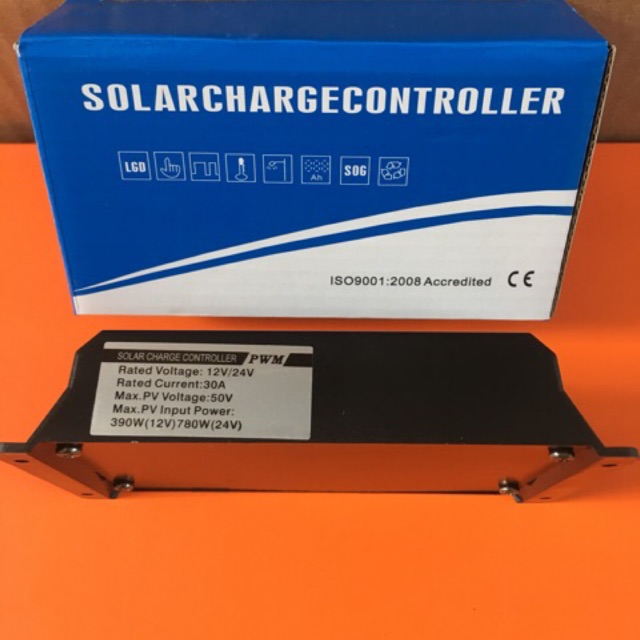 SOLARCHARGECONTROLLER
LGD
Ah
SOG
ISO9001:2008 Accredited CE
SOLAR CHARGE CONTROLLER PWM
Rated Voltage: 12V/24V
Rated Current:30A
Max.PV Voltage:50V
Max.PV Input Power:
390W(12V)780W(24V)